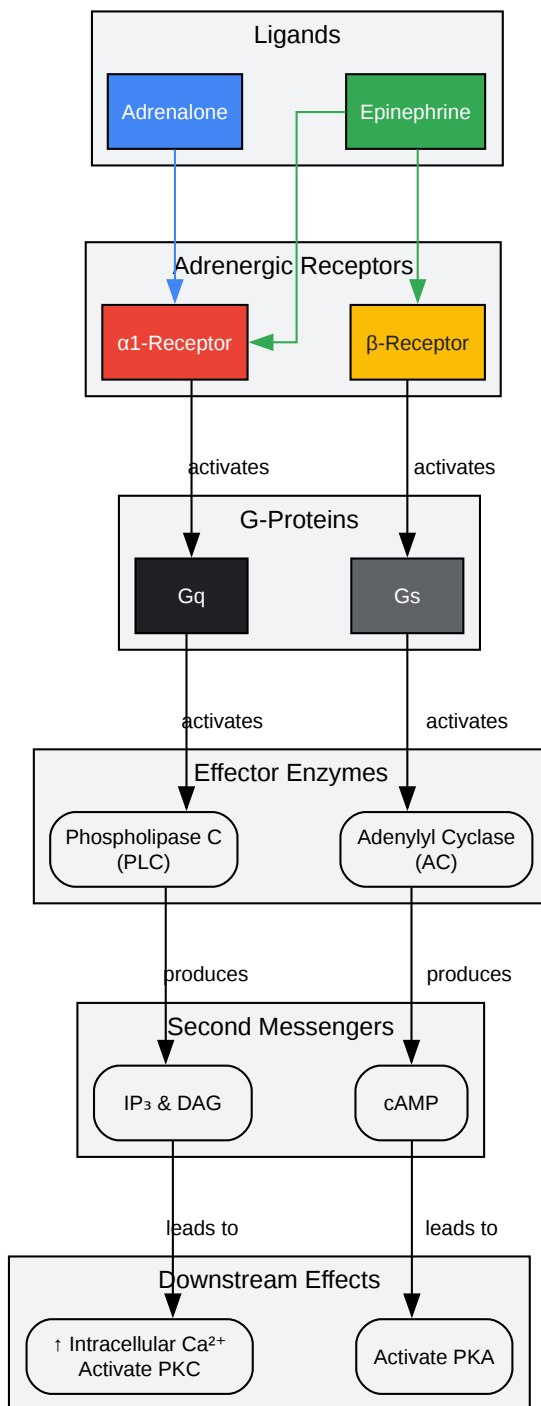 Ligands
Adrenalone
Epinephrine
Adrenergic Receptors
α1-Receptor
β-Receptor
activates
activates
G-Proteins
Gq
Gs
activates
activates
Effector Enzymes
Phospholipase C
(PLC)
Adenylyl Cyclase
(AC)
produces
produces
Second Messengers
IP₃ & DAG
cAMP
leads to
leads to
Downstream Effects
↑ Intracellular Ca²⁺
Activate PKC
Activate PKA